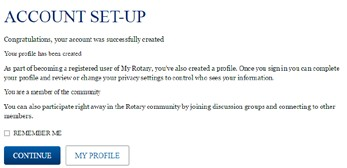 ACCOUNT SET-UP
Congratulations, your account was successfully created
Your profile has been created
As part of becoming a registered user of My Rotary, you've also created a profile. Once you sign in you can complete
your profile and review or change your privacy settings to control who sees your information.
You are a member of the community
You can also participate right away in the Rotary community by joining discussion groups and connecting to other
members.
REMEMBER ME
CONTINUE MY PROFILE